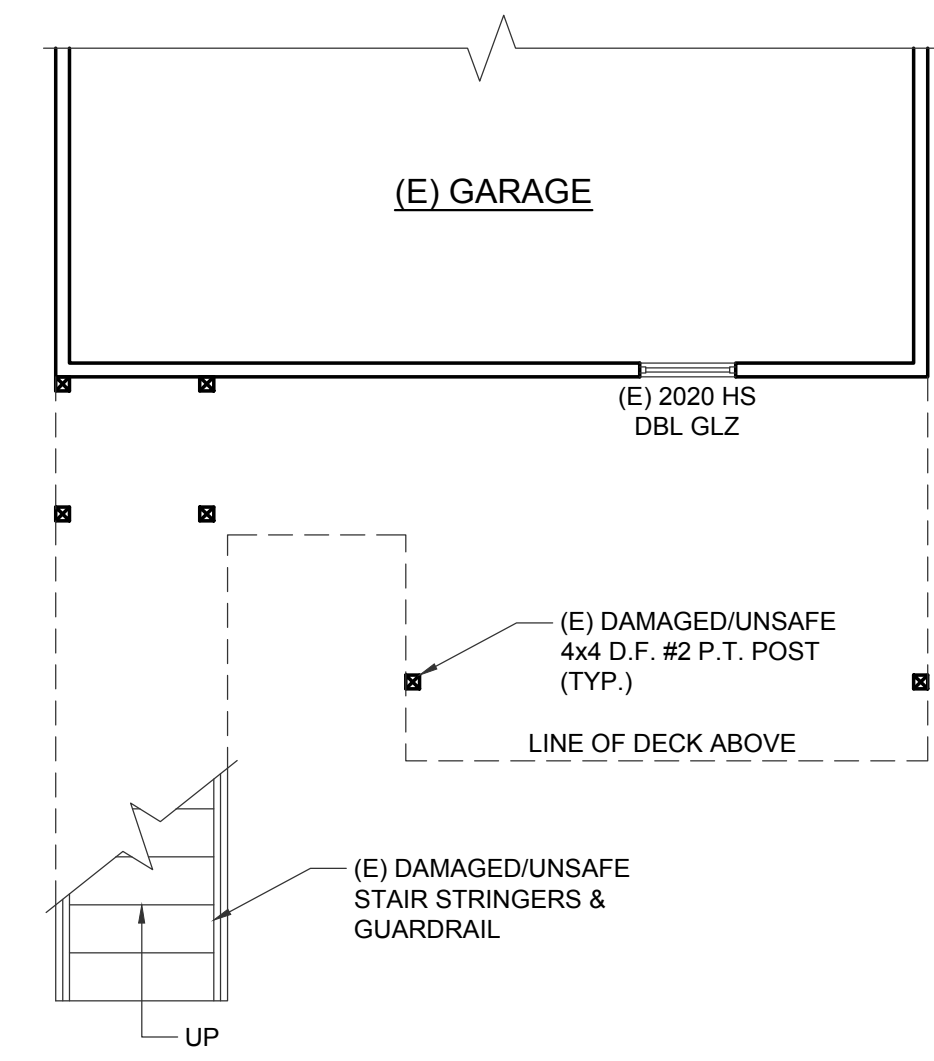 (E) GARAGE
(E) 2020 HS
DBL GLZ
(E) DAMAGED/UNSAFE
4x4 D.F. #2 P.T. POST
(TYP.)
LINE OF DECK ABOVE
(E) DAMAGED/UNSAFE
STAIR STRINGERS &
GUARDRAIL
UP